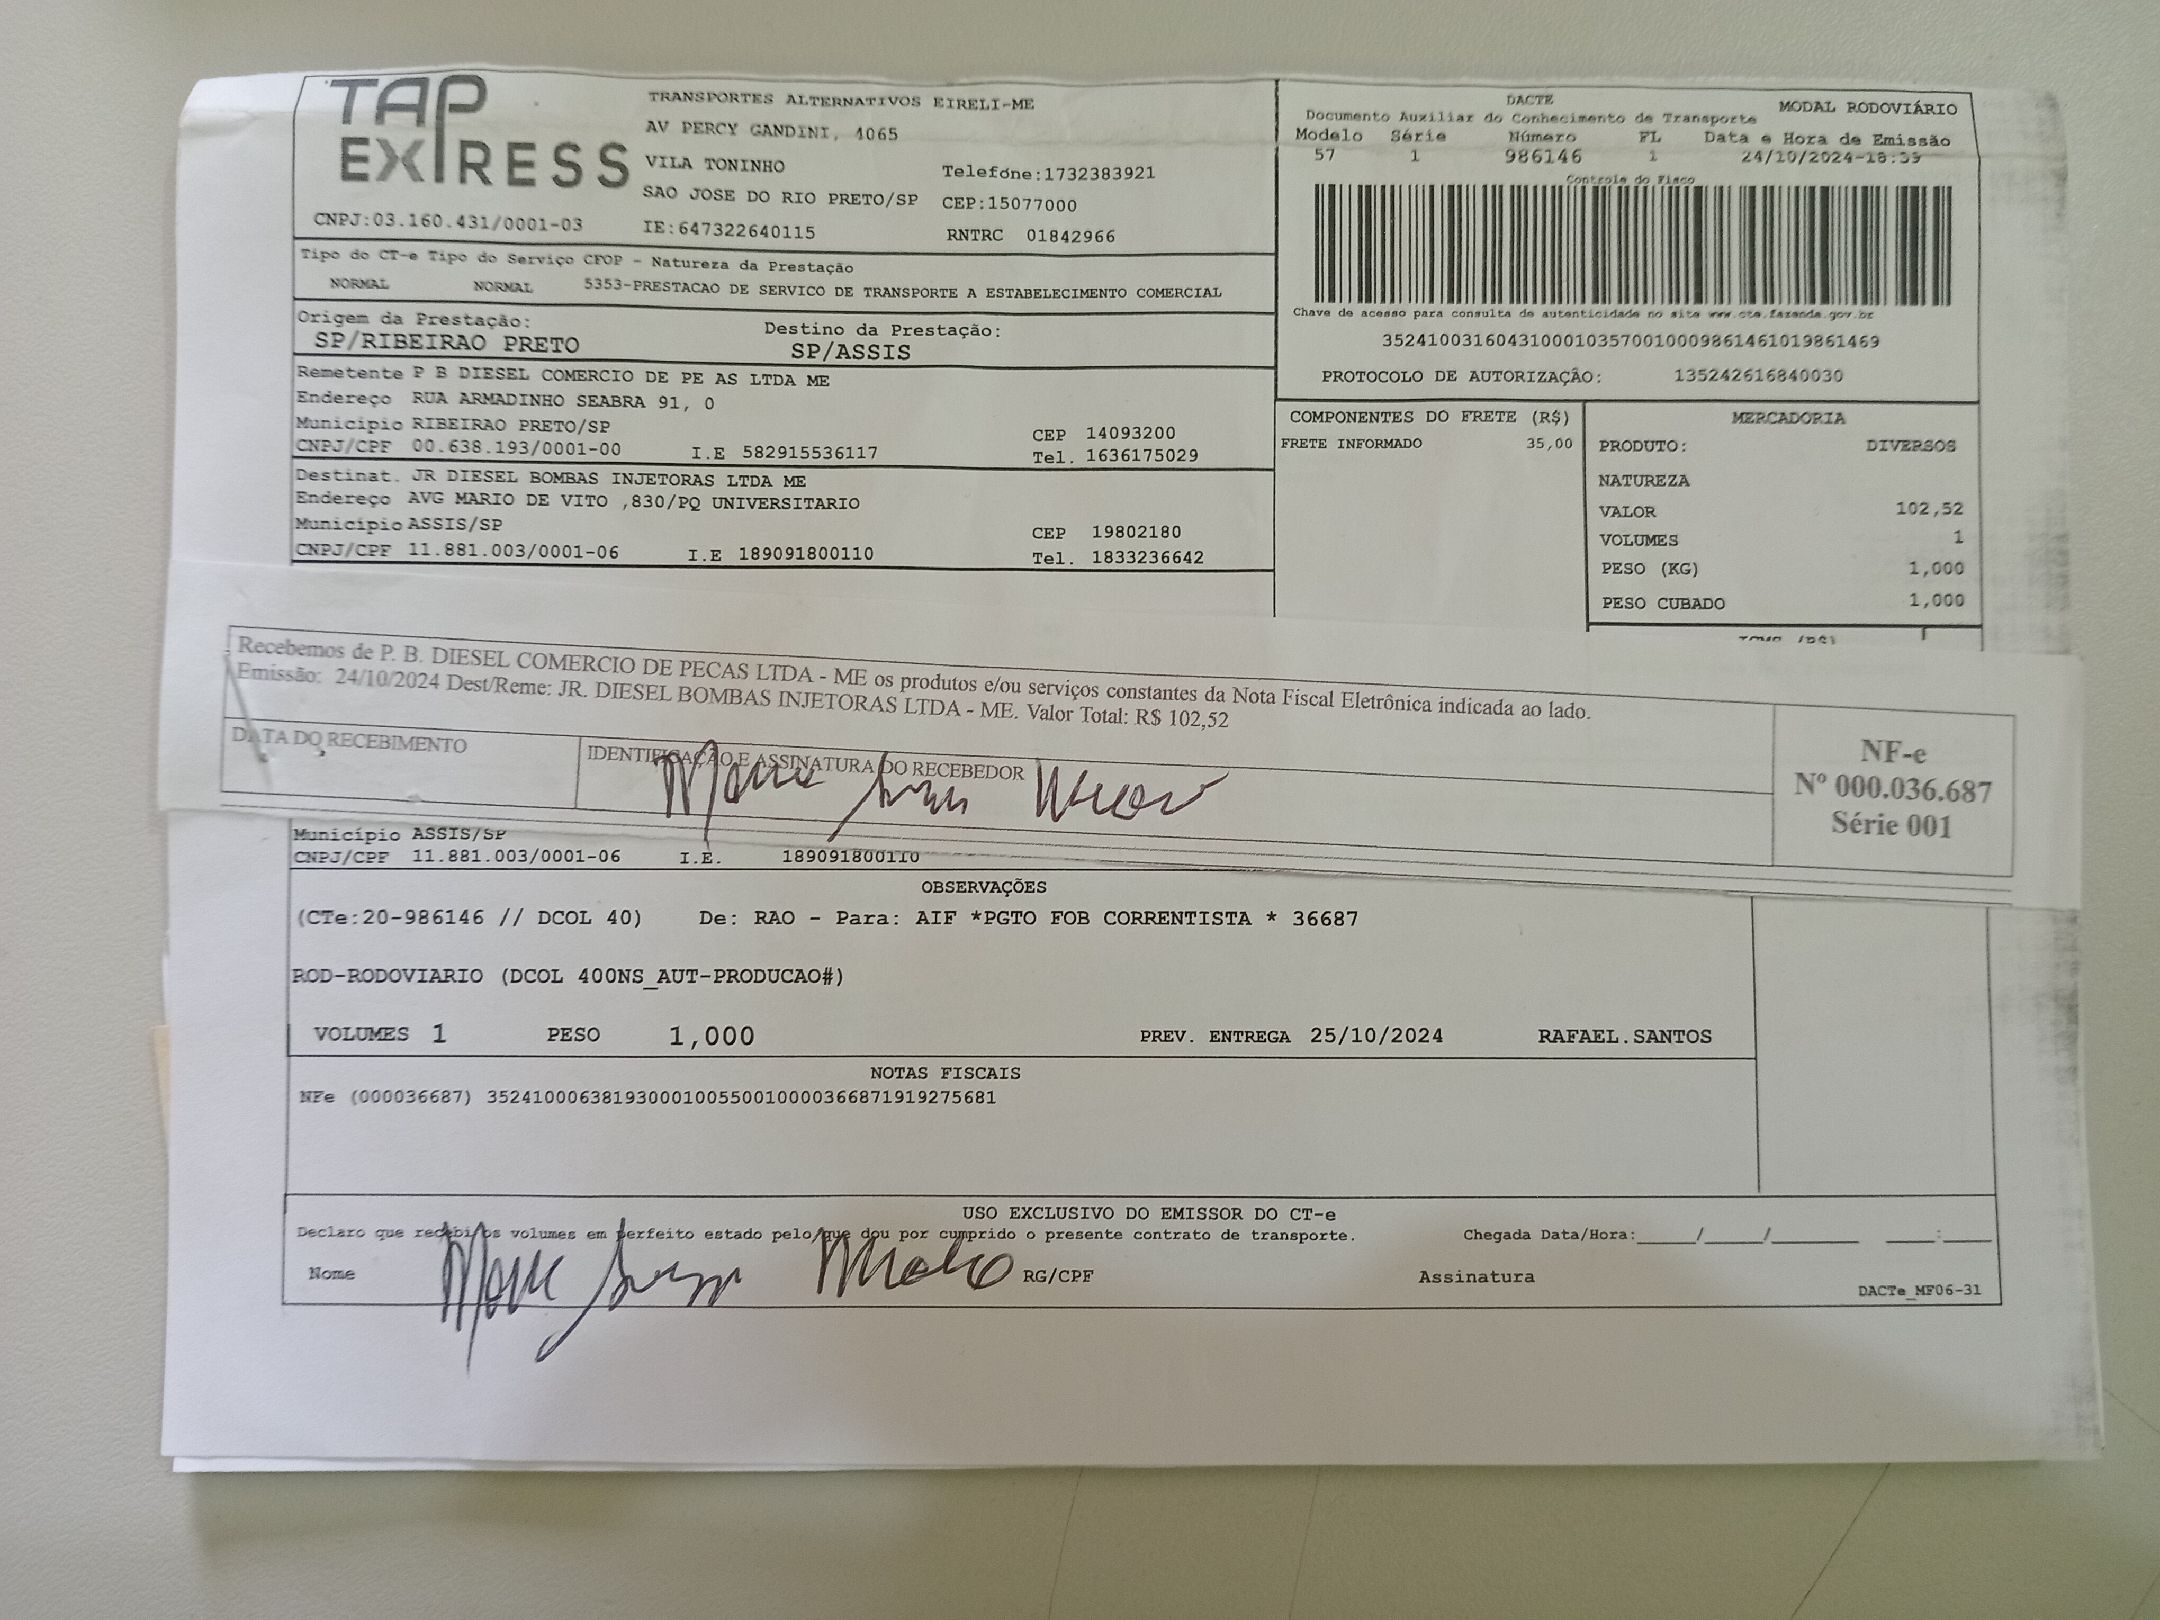 TAP EXPRESS
TRANSPORTES ALTERNATIVOS EIRELI-ME
AV PERCY GANDINI, 1065
VILA TONINHO
Telefone:1732383921
SAO JOSE DO RIO PRETO/SP CEP:15077000
CNPJ:03.160.431/0001-03 IE:647322640115 RNTRC 01842966
DACTE MODAL RODOVIÁRIO
Documento Auxiliar do Conhecimento de Transporte
Modelo Série Número FL Data e Hora de Emissão
57 1 986146 1 24/10/2024-18:39
Controle do Fisco
Chave de acesso para consulta de autenticidade no site www.cte.fazenda.gov.br
35241003160431000103570010009861461019861469
PROTOCOLO DE AUTORIZAÇÃO: 135242616840030
Tipo do CT-e Tipo do Serviço CFOP - Natureza da Prestação
NORMAL NORMAL 5353-PRESTACAO DE SERVICO DE TRANSPORTE A ESTABELECIMENTO COMERCIAL
Origem da Prestação: Destino da Prestação:
SP/RIBEIRAO PRETO SP/ASSIS
Remetente P B DIESEL COMERCIO DE PE AS LTDA ME
Endereço RUA ARMADINHO SEABRA 91, 0
Município RIBEIRAO PRETO/SP CEP 14093200
CNPJ/CPF 00.638.193/0001-00 I.E 582915536117 Tel. 1636175029
Destinat. JR DIESEL BOMBAS INJETORAS LTDA ME
Endereço AVG MARIO DE VITO ,830/PQ UNIVERSITARIO
Município ASSIS/SP CEP 19802180
CNPJ/CPF 11.881.003/0001-06 I.E 189091800110 Tel. 1833236642
COMPONENTES DO FRETE (R$)
FRETE INFORMADO 35,00
MERCADORIA
PRODUTO: DIVERSOS
NATUREZA
VALOR 102,52
VOLUMES 1
PESO (KG) 1,000
PESO CUBADO 1,000
Recebemos de P. B. DIESEL COMERCIO DE PECAS LTDA - ME os produtos e/ou serviços constantes da Nota Fiscal Eletrônica indicada ao lado.
Emissão: 24/10/2024 Dest/Reme: JR. DIESEL BOMBAS INJETORAS LTDA - ME. Valor Total: R$ 102,52
DATA DO RECEBIMENTO
IDENTIFICAÇÃO E ASSINATURA DO RECEBEDOR
NF-e
Nº 000.036.687
Série 001
Município ASSIS/SP
CNPJ/CPF 11.881.003/0001-06 I.E. 189091800110
OBSERVAÇÕES
(CTe:20-986146 // DCOL 40) De: RAO - Para: AIF *PGTO FOB CORRENTISTA * 36687
ROD-RODOVIARIO (DCOL 400NS_AUT-PRODUCAO#)
VOLUMES 1 PESO 1,000 PREV. ENTREGA 25/10/2024 RAFAEL.SANTOS
NOTAS FISCAIS
NFe (000036687) 35241000638193000100550010000366871919275681
USO EXCLUSIVO DO EMISSOR DO CT-e
Declaro que recebi os volumes em perfeito estado pelo que dou por cumprido o presente contrato de transporte. Chegada Data/Hora:_____/_____/_______ ____:____
Nome RG/CPF Assinatura
DACTe_MF06-31